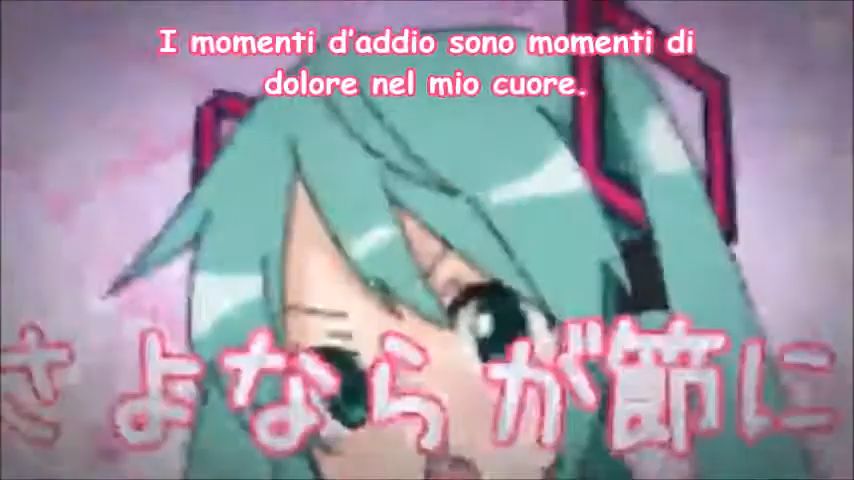 I momenti d'addio sono momenti di
dolore nel mio cuore.
さよならが節に